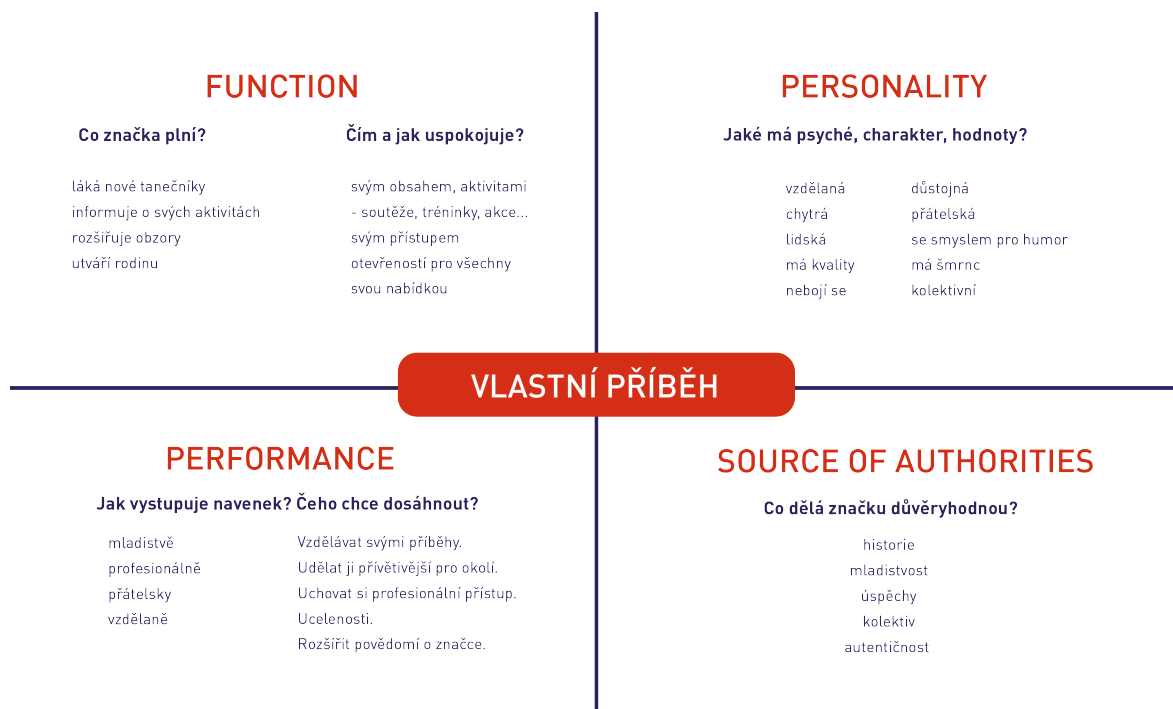 FUNCTION
Co značka plní?
láká nové tanečníky
informuje o svých aktivitách
rozšiřuje obzory
utváří rodinu
Čím a jak uspokojuje?
svým obsahem, aktivitami
- soutěže, tréninky, akce...
svým přístupem
otevřeností pro všechny
svou nabídkou
PERSONALITY
Jaké má psyché, charakter, hodnoty?
vzdělaná
chytrá
lidská
má kvality
nebojí se
důstojná
přátelská
se smyslem pro humor
má šmrnc
kolektivní
VLASTNÍ PŘÍBĚH
PERFORMANCE
Jak vystupuje navenek? Čeho chce dosáhnout?
mladistvě
profesionálně
přátelsky
vzdělaně
Vzdělávat svými příběhy.
Udělat ji přívětivější pro okolí.
Uchovat si profesionální přístup.
Ucelenosti.
Rozšířit povědomí o značce.
SOURCE OF AUTHORITIES
Co dělá značku důvěryhodnou?
historie
mladistvost
úspěchy
kolektiv
autentičnost